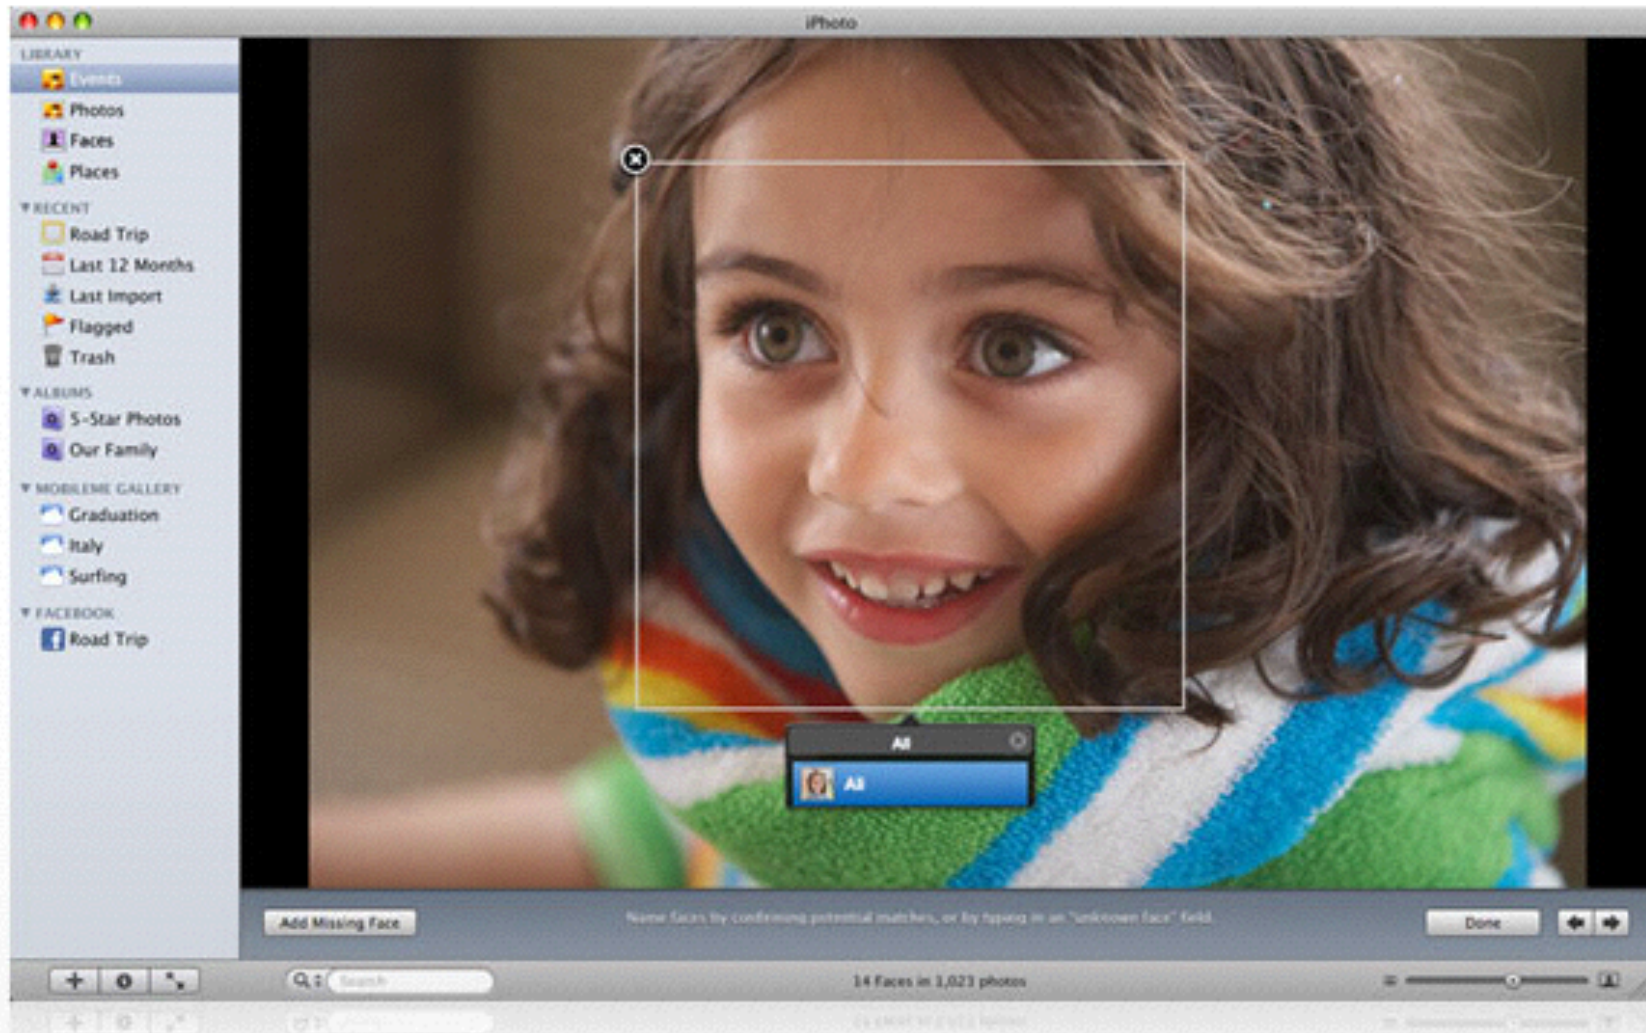 iPhoto
LIBRARY
Events
Photos
Faces
Places
RECENT
Road Trip
Last 12 Months
Last Import
Flagged
Trash
ALBUMS
5-Star Photos
Our Family
MOBILEME GALLERY
Graduation
Italy
Surfing
FACEBOOK
Road Trip
Ali
Ali
Add Missing Face
Name faces by confirming potential matches, or by typing in an "unknown face" field.
Done
Search
14 Faces in 1,023 photos